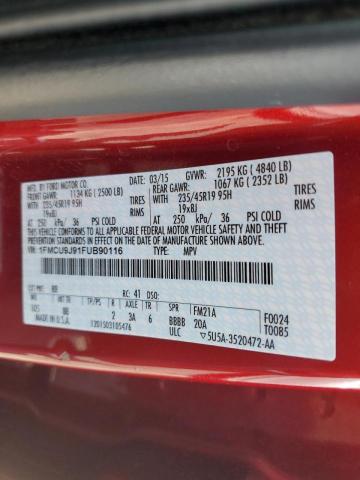 MFD. BY FORD MOTOR CO.
03/15 GVWR: 2195 KG ( 4840 LB)
FRONT GAWR: 1134 KG ( 2500 LB)
REAR GAWR: 1067 KG ( 2352 LB)
WITH 235/45R19 95H TIRES
WITH 235/45R19 95H TIRES
19x8J RIMS
19x8J RIMS
AT 250 kPa/ 36 PSI COLD
AT 250 kPa/ 36 PSI COLD
THIS VEHICLE CONFORMS TO ALL APPLICABLE FEDERAL MOTOR VEHICLE SAFETY AND THEFT PREVENTION STANDARDS IN EFFECT ON THE DATE OF MANUFACTURE SHOWN ABOVE.
VIN: 1FMCU9J91FUB90116
TYPE: MPV
RC: 41 DSO:
SPR
FM21A
F0024
2 3A 6 BBBB 20A
T00B5
MADE IN U.S.A.
1201503105476
ULC
5U5A-3520472-AA